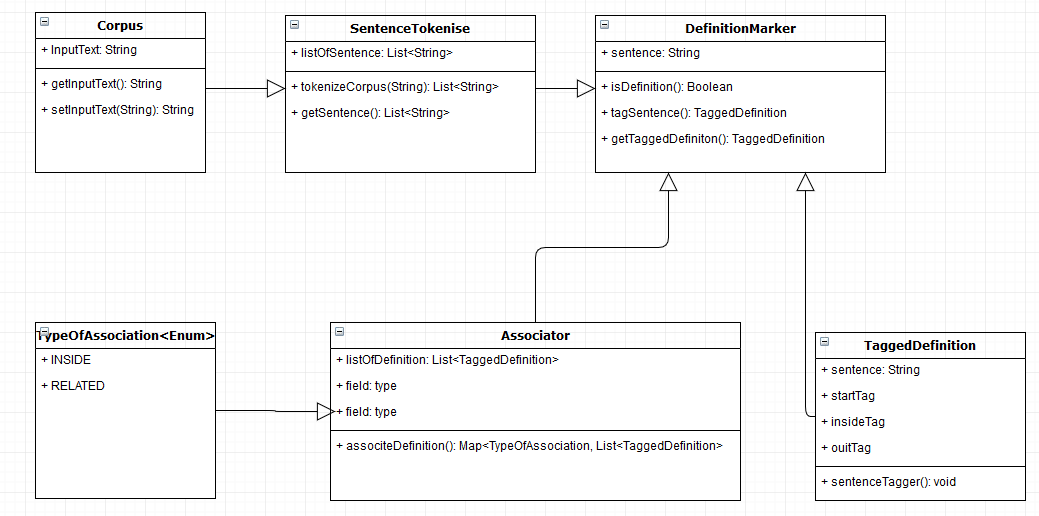 Corpus
+ InputText: String
+ getInputText(): String
+ setInputText(String): String
SentenceTokenise
+ listOfSentence: List<String>
+ tokenizeCorpus(String): List<String>
+ getSentence(): List<String>
DefinitionMarker
+ sentence: String
+ isDefinition(): Boolean
+ tagSentence(): TaggedDefinition
+ getTaggedDefiniton(): TaggedDefinition
TypeOfAssociation<Enum>
+ INSIDE
+ RELATED
Associator
+ listOfDefinition: List<TaggedDefinition>
+ field: type
+ field: type
+ associteDefinition(): Map<TypeOfAssociation, List<TaggedDefinition>
TaggedDefinition
+ sentence: String
+ startTag
+ insideTag
+ ouitTag
+ sentenceTagger(): void